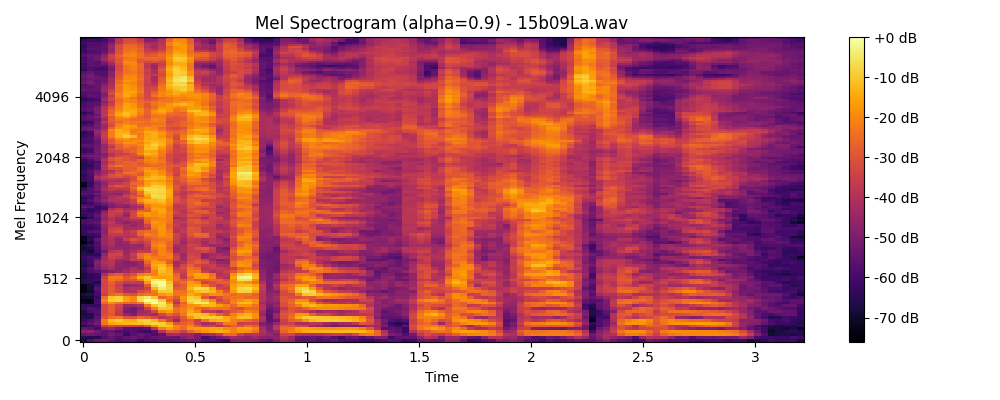 Mel Spectrogram (alpha=0.9) - 15b09La.wav
Mel Frequency
4096
2048
1024
512
0
0
0.5
1
1.5
2
2.5
3
Time
+0 dB
-10 dB
-20 dB
-30 dB
-40 dB
-50 dB
-60 dB
-70 dB